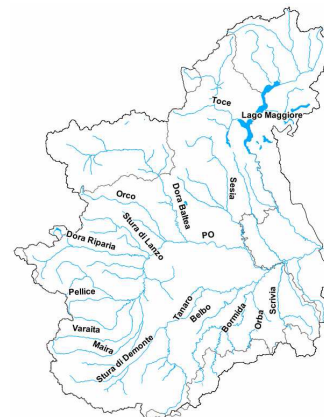 Toce
Lago Maggiore
Orco
Dora Baltea
Sesia
Stura di Lanzo
Dora Riparia
PO
Pellice
Tanaro
Belbo
Bormida
Orba
Scrivia
Varaita
Maira
Stura di Demonte